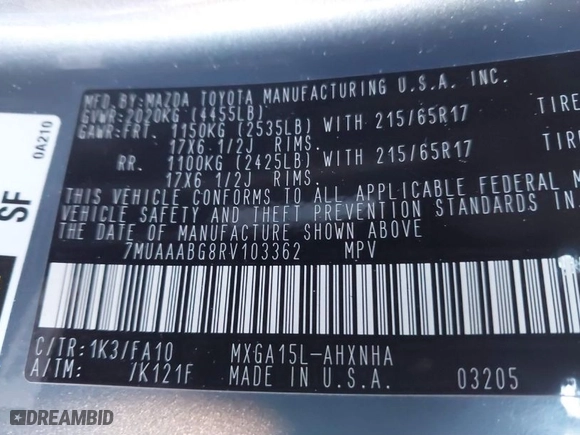 MFD.BY:MAZDA TOYOTA MANUFACTURING U.S.A. INC.
GVWR:2020KG (4455LB)
GAWR:FRT. 1150KG (2535LB) WITH 215/65R17 TIRE
17X6 1/2J RIMS.
RR. 1100KG (2425LB) WITH 215/65R17
17X6 1/2J RIMS.
THIS VEHICLE CONFORMS TO ALL APPLICABLE FEDERAL
VEHICLE SAFETY AND THEFT PREVENTION STANDARDS IN
THE DATE OF MANUFACTURE SHOWN ABOVE.
7MUAAABG8RV103362 MPV
C/TR:1K3/FA10 MXGA15L-AHXNHA
A/TM: /K121F MADE IN U.S.A. 03205
0A210
SF
DREAMBID